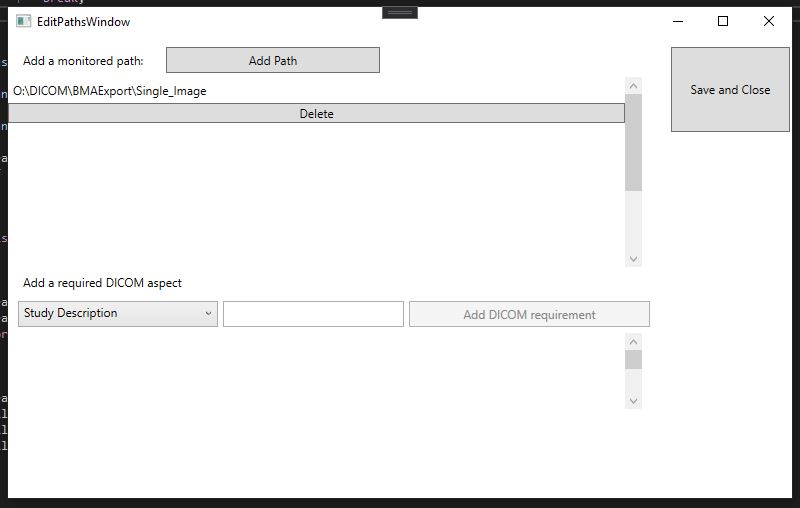 EditPathsWindow
Add a monitored path:
Add Path
Save and Close
O:\DICOM\BMAExport\Single_Image
Delete
Add a required DICOM aspect
Study Description
Add DICOM requirement